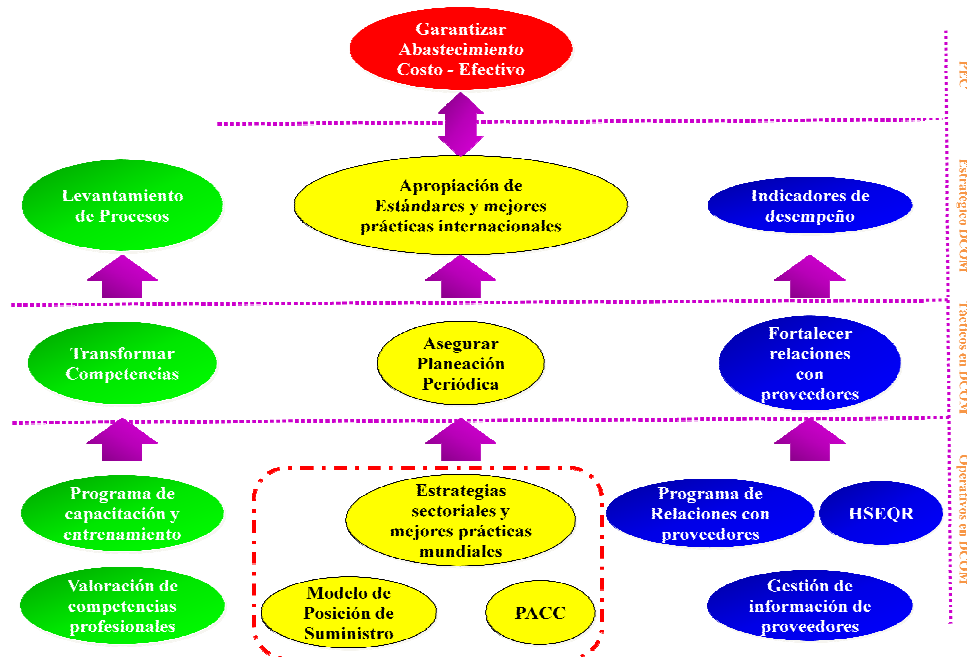 Garantizar
Abastecimiento
Costo - Efectivo
PEC
Levantamiento
de Procesos
Apropiación de
Estándares y mejores
prácticas internacionales
Indicadores de
desempeño
Estratégico DCOM
Transformar
Competencias
Asegurar
Planeación
Periódica
Fortalecer
relaciones
con
proveedores
Tácticos en DCOM
Programa de
capacitación y
entrenamiento
Estrategias
sectoriales y
mejores prácticas
mundiales
Programa de
Relaciones con
proveedores
HSEQR
Operativos en DCOM
Valoración de
competencias
profesionales
Modelo de
Posición de
Suministro
PACC
Gestión de
información de
proveedores